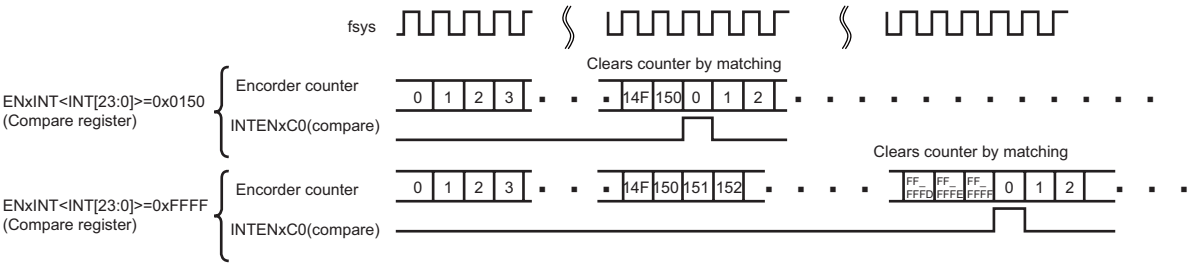 fsys
Clears counter by matching
ENxINT<INT[23:0]>=0x0150
(Compare register)
Encorder counter
0 1 2 3 14F 150 0 1 2
INTENxC0(compare)
Clears counter by matching
ENxINT<INT[23:0]>=0xFFFF
(Compare register)
Encorder counter
0 1 2 3 14F 150 151 152 FF_ FF_ FF_ 0 1 2
FFFD FFFE FFFF
INTENxC0(compare)